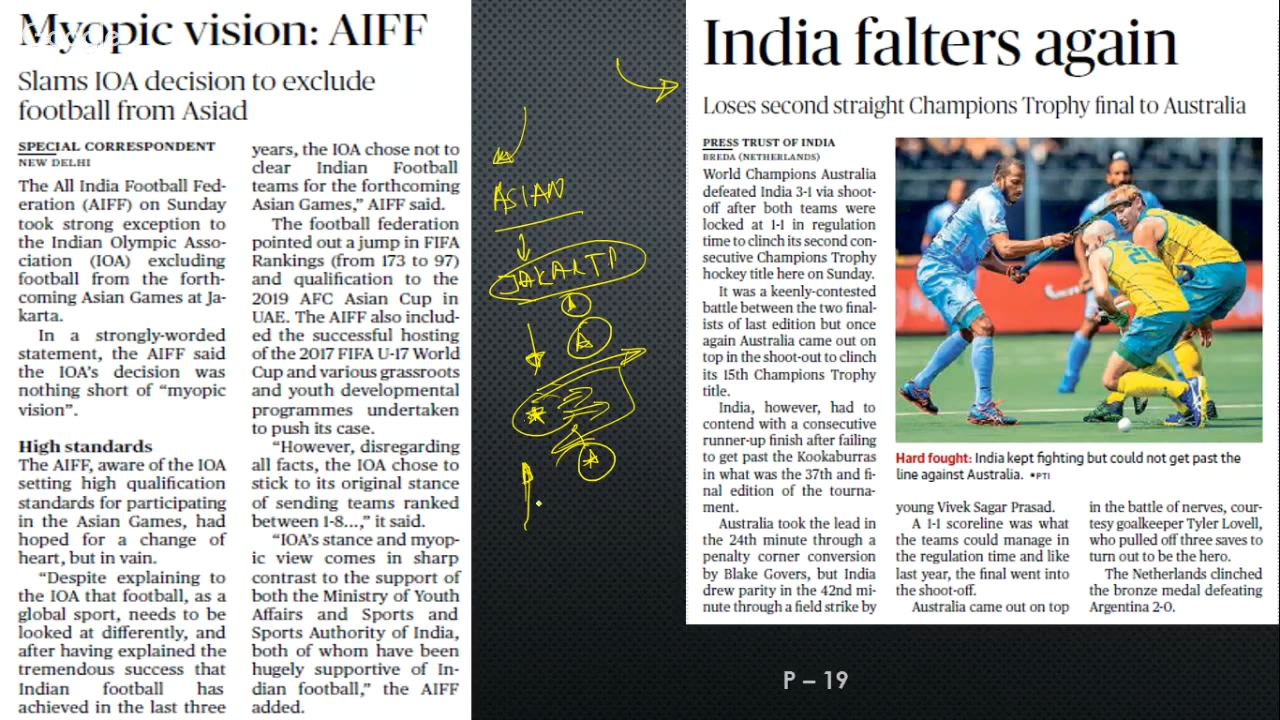 Google
Myopic vision: AIFF
Slams IOA decision to exclude
football from Asiad
SPECIAL CORRESPONDENT
NEW DELHI
The All India Football Fed-
eration (AIFF) on Sunday
took strong exception to
the Indian Olympic Asso-
ciation (IOA) excluding
football from the forth-
coming Asian Games at Ja-
karta.
In a strongly-worded
statement, the AIFF said
the IOA's decision was
nothing short of “myopic
vision”.
High standards
The AIFF, aware of the IOA
setting high qualification
standards for participating
in the Asian Games, had
hoped for a change of
heart, but in vain.
“Despite explaining to
the IOA that football, as a
global sport, needs to be
looked at differently, and
after having explained the
tremendous success that
Indian football has
achieved in the last three
years, the IOA chose not to
clear Indian Football
teams for the forthcoming
Asian Games,” AIFF said.
The football federation
pointed out a jump in FIFA
Rankings (from 173 to 97)
and qualification to the
2019 AFC Asian Cup in
UAE. The AIFF also includ-
ed the successful hosting
of the 2017 FIFA U-17 World
Cup and various grassroots
and youth developmental
programmes undertaken
to push its case.
“However, disregarding
all facts, the IOA chose to
stick to its original stance
of sending teams ranked
between 1-8...,” it said.
“IOA's stance and myop-
ic view comes in sharp
contrast to the support of
both the Ministry of Youth
Affairs and Sports and
Sports Authority of India,
both of whom have been
hugely supportive of In-
dian football,” the AIFF
added.
ASIAN
JAKARTA
India falters again
Loses second straight Champions Trophy final to Australia
PRESS TRUST OF INDIA
BREDA (NETHERLANDS)
World Champions Australia
defeated India 3-1 via shoot-
off after both teams were
locked at 1-1 in regulation
time to clinch its second con-
secutive Champions Trophy
hockey title here on Sunday.
It was a keenly-contested
battle between the two final-
ists of last edition but once
again Australia came out on
top in the shoot-out to clinch
its 15th Champions Trophy
title.
India, however, had to
contend with a consecutive
runner-up finish after failing
to get past the Kookaburras
in what was the 37th and fi-
nal edition of the tourna-
ment.
Australia took the lead in
the 24th minute through a
penalty corner conversion
by Blake Govers, but India
drew parity in the 42nd mi-
nute through a field strike by
Hard fought: India kept fighting but could not get past the
line against Australia. •PTI
young Vivek Sagar Prasad.
A 1-1 scoreline was what
the teams could manage in
the regulation time and like
last year, the final went into
the shoot-off.
Australia came out on top
in the battle of nerves, cour-
tesy goalkeeper Tyler Lovell,
who pulled off three saves to
turn out to be the hero.
The Netherlands clinched
the bronze medal defeating
Argentina 2-0.
P – 19